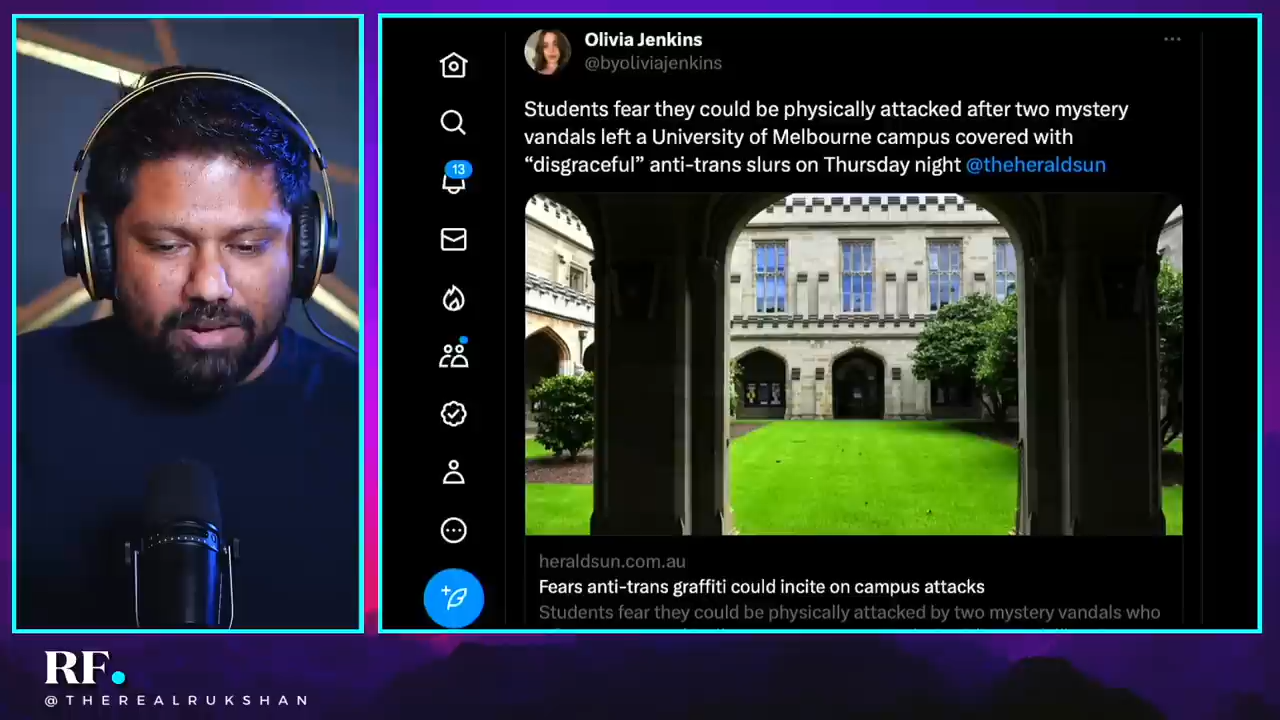 Olivia Jenkins
@byoliviajenkins
Students fear they could be physically attacked after two mystery
vandals left a University of Melbourne campus covered with
“disgraceful” anti-trans slurs on Thursday night @theheraldsun
13
heraldsun.com.au
Fears anti-trans graffiti could incite on campus attacks
Students fear they could be physically attacked by two mystery vandals who
RF.
@THEREALRUKSHAN